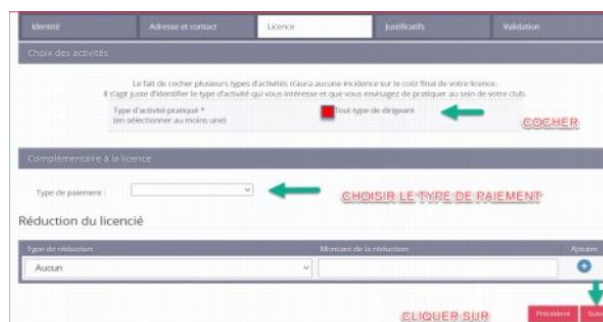 Identité
Adresse et contact
Licence
Justificatifs
Validation
Choix des activités
Le fait de cocher plusieurs types d'activités n'aura aucune incidence sur le coût final de votre licence.
Il s'agit juste d'identifier le type d'activité qui vous intéresse et que vous envisagez de pratiquer au sein de votre club.
Type d'activité pratiqué *
(en sélectionner au moins une)
Tout type de dirigeant
COCHER
Complémentaire à la licence
Type de paiement :
CHOISIR LE TYPE DE PAIEMENT
Réduction du licencié
Type de réduction
Montant de la réduction
Ajouter
Aucun
CLIQUER SUR
Précédent